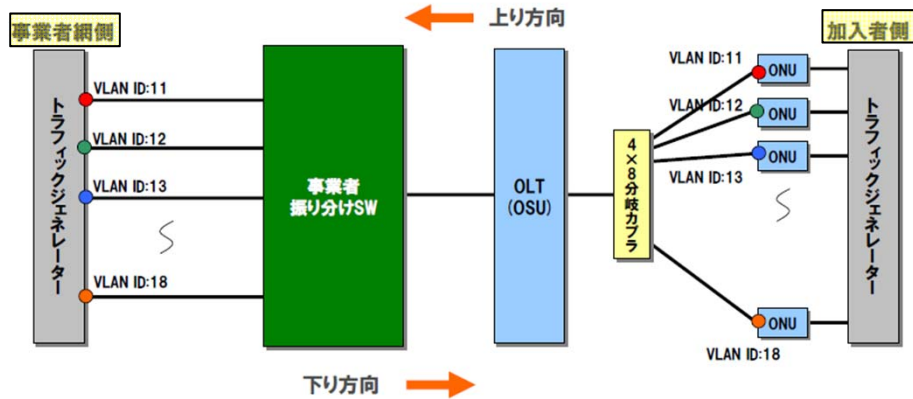 上り方向
事業者網側
加入者側
トラフィックジェネレーター
VLAN ID:11
VLAN ID:12
VLAN ID:13
VLAN ID:18
事業者
振り分けSW
OLT
(OSU)
4×8分岐カプラ
VLAN ID:11
VLAN ID:12
VLAN ID:13
VLAN ID:18
ONU
ONU
ONU
ONU
トラフィックジェネレーター
下り方向